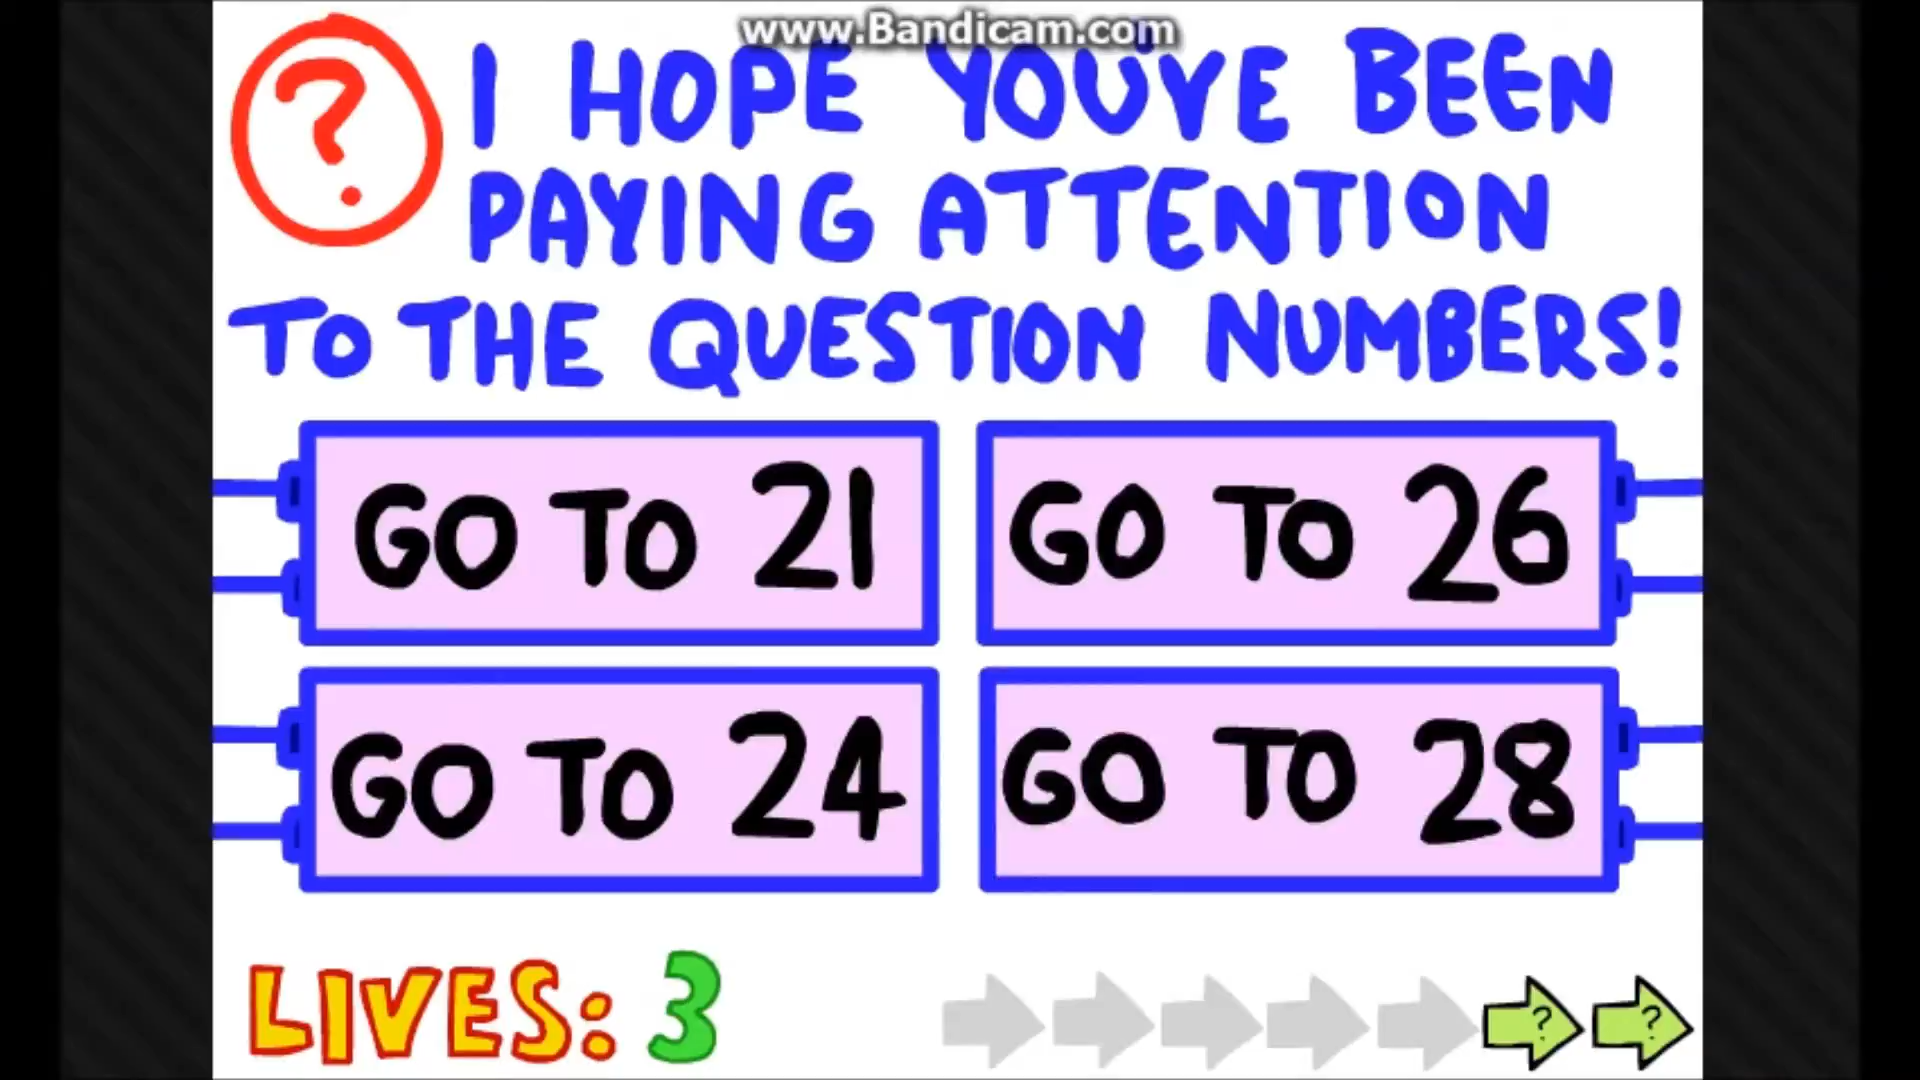 www.Bandicam.com
? I HOPE YOU'VE BEEN
PAYING ATTENTION
TO THE QUESTION NUMBERS!
GO TO 21
GO TO 26
GO TO 24
GO TO 28
LIVES: 3
? ?